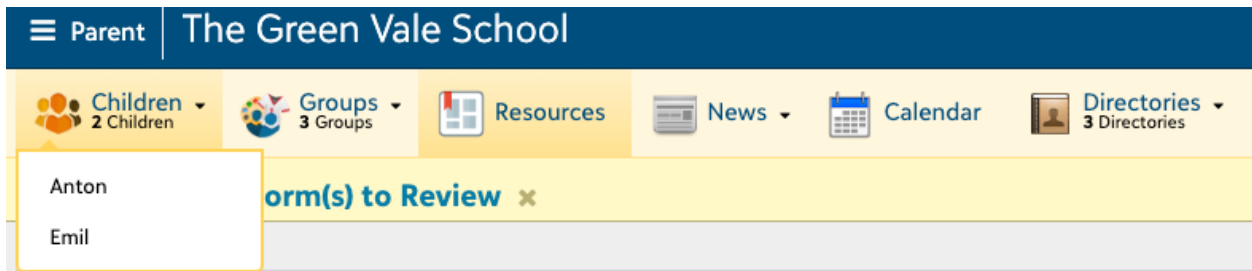 Parent The Green Vale School
Children Groups Resources News Calendar Directories
2 Children 3 Groups 3 Directories
Anton
orm(s) to Review
Emil